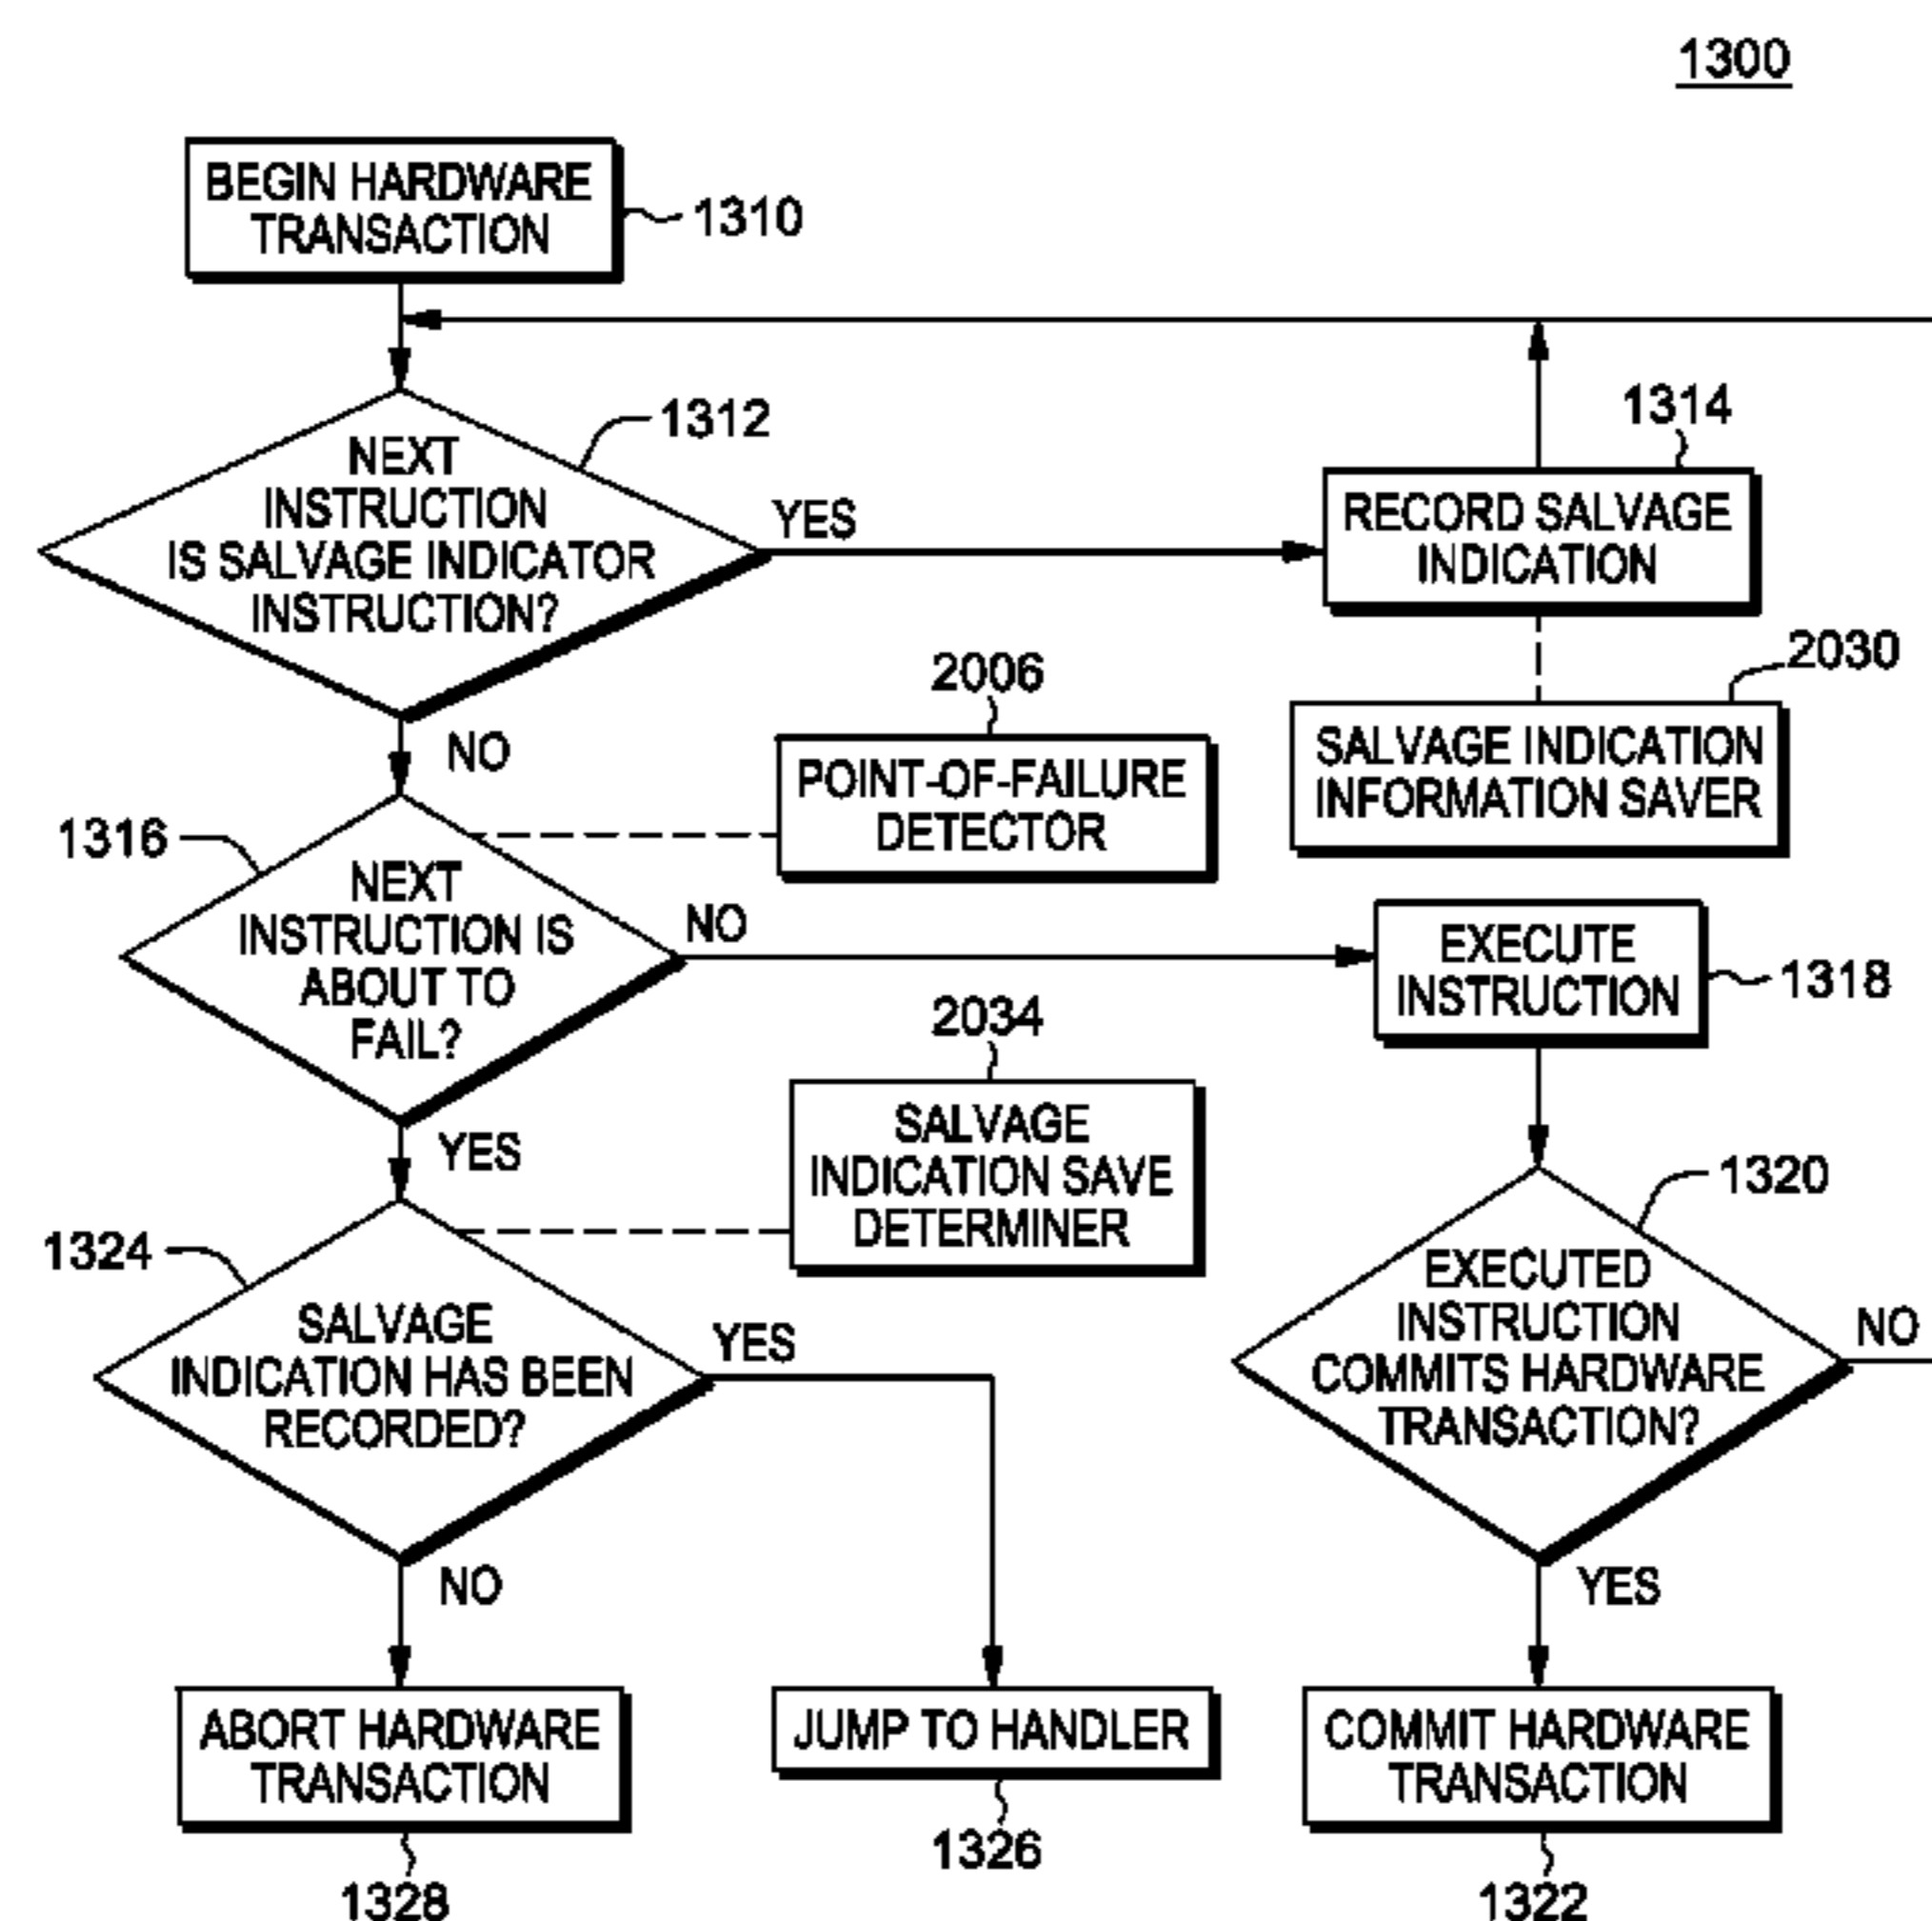 1300
BEGIN HARDWARE
TRANSACTION
1310
NEXT
INSTRUCTION
IS SALVAGE INDICATOR
INSTRUCTION?
1312
YES
1314
RECORD SALVAGE
INDICATION
2030
SALVAGE INDICATION
INFORMATION SAVER
NO
2006
POINT-OF-FAILURE
DETECTOR
1316
NEXT
INSTRUCTION IS
ABOUT TO
FAIL?
NO
EXECUTE
INSTRUCTION
1318
YES
2034
SALVAGE
INDICATION SAVE
DETERMINER
1320
EXECUTED
INSTRUCTION
COMMITS HARDWARE
TRANSACTION?
NO
1324
SALVAGE
INDICATION HAS BEEN
RECORDED?
YES
NO
YES
ABORT HARDWARE
TRANSACTION
1328
JUMP TO HANDLER
1326
COMMIT HARDWARE
TRANSACTION
1322